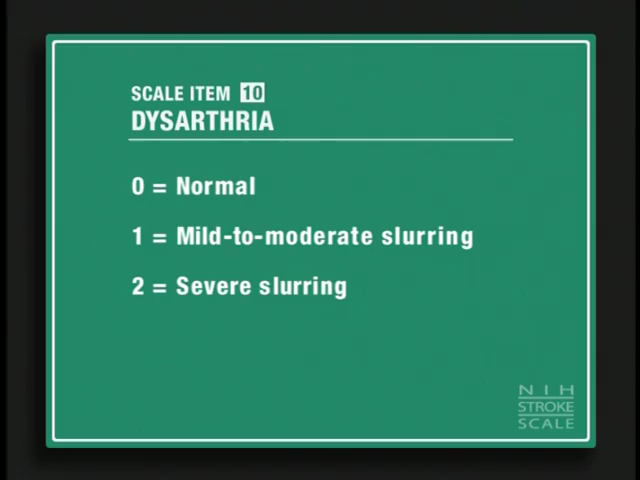 SCALE ITEM 10
DYSARTHRIA
0 = Normal
1 = Mild-to-moderate slurring
2 = Severe slurring
NIH
STROKE
SCALE